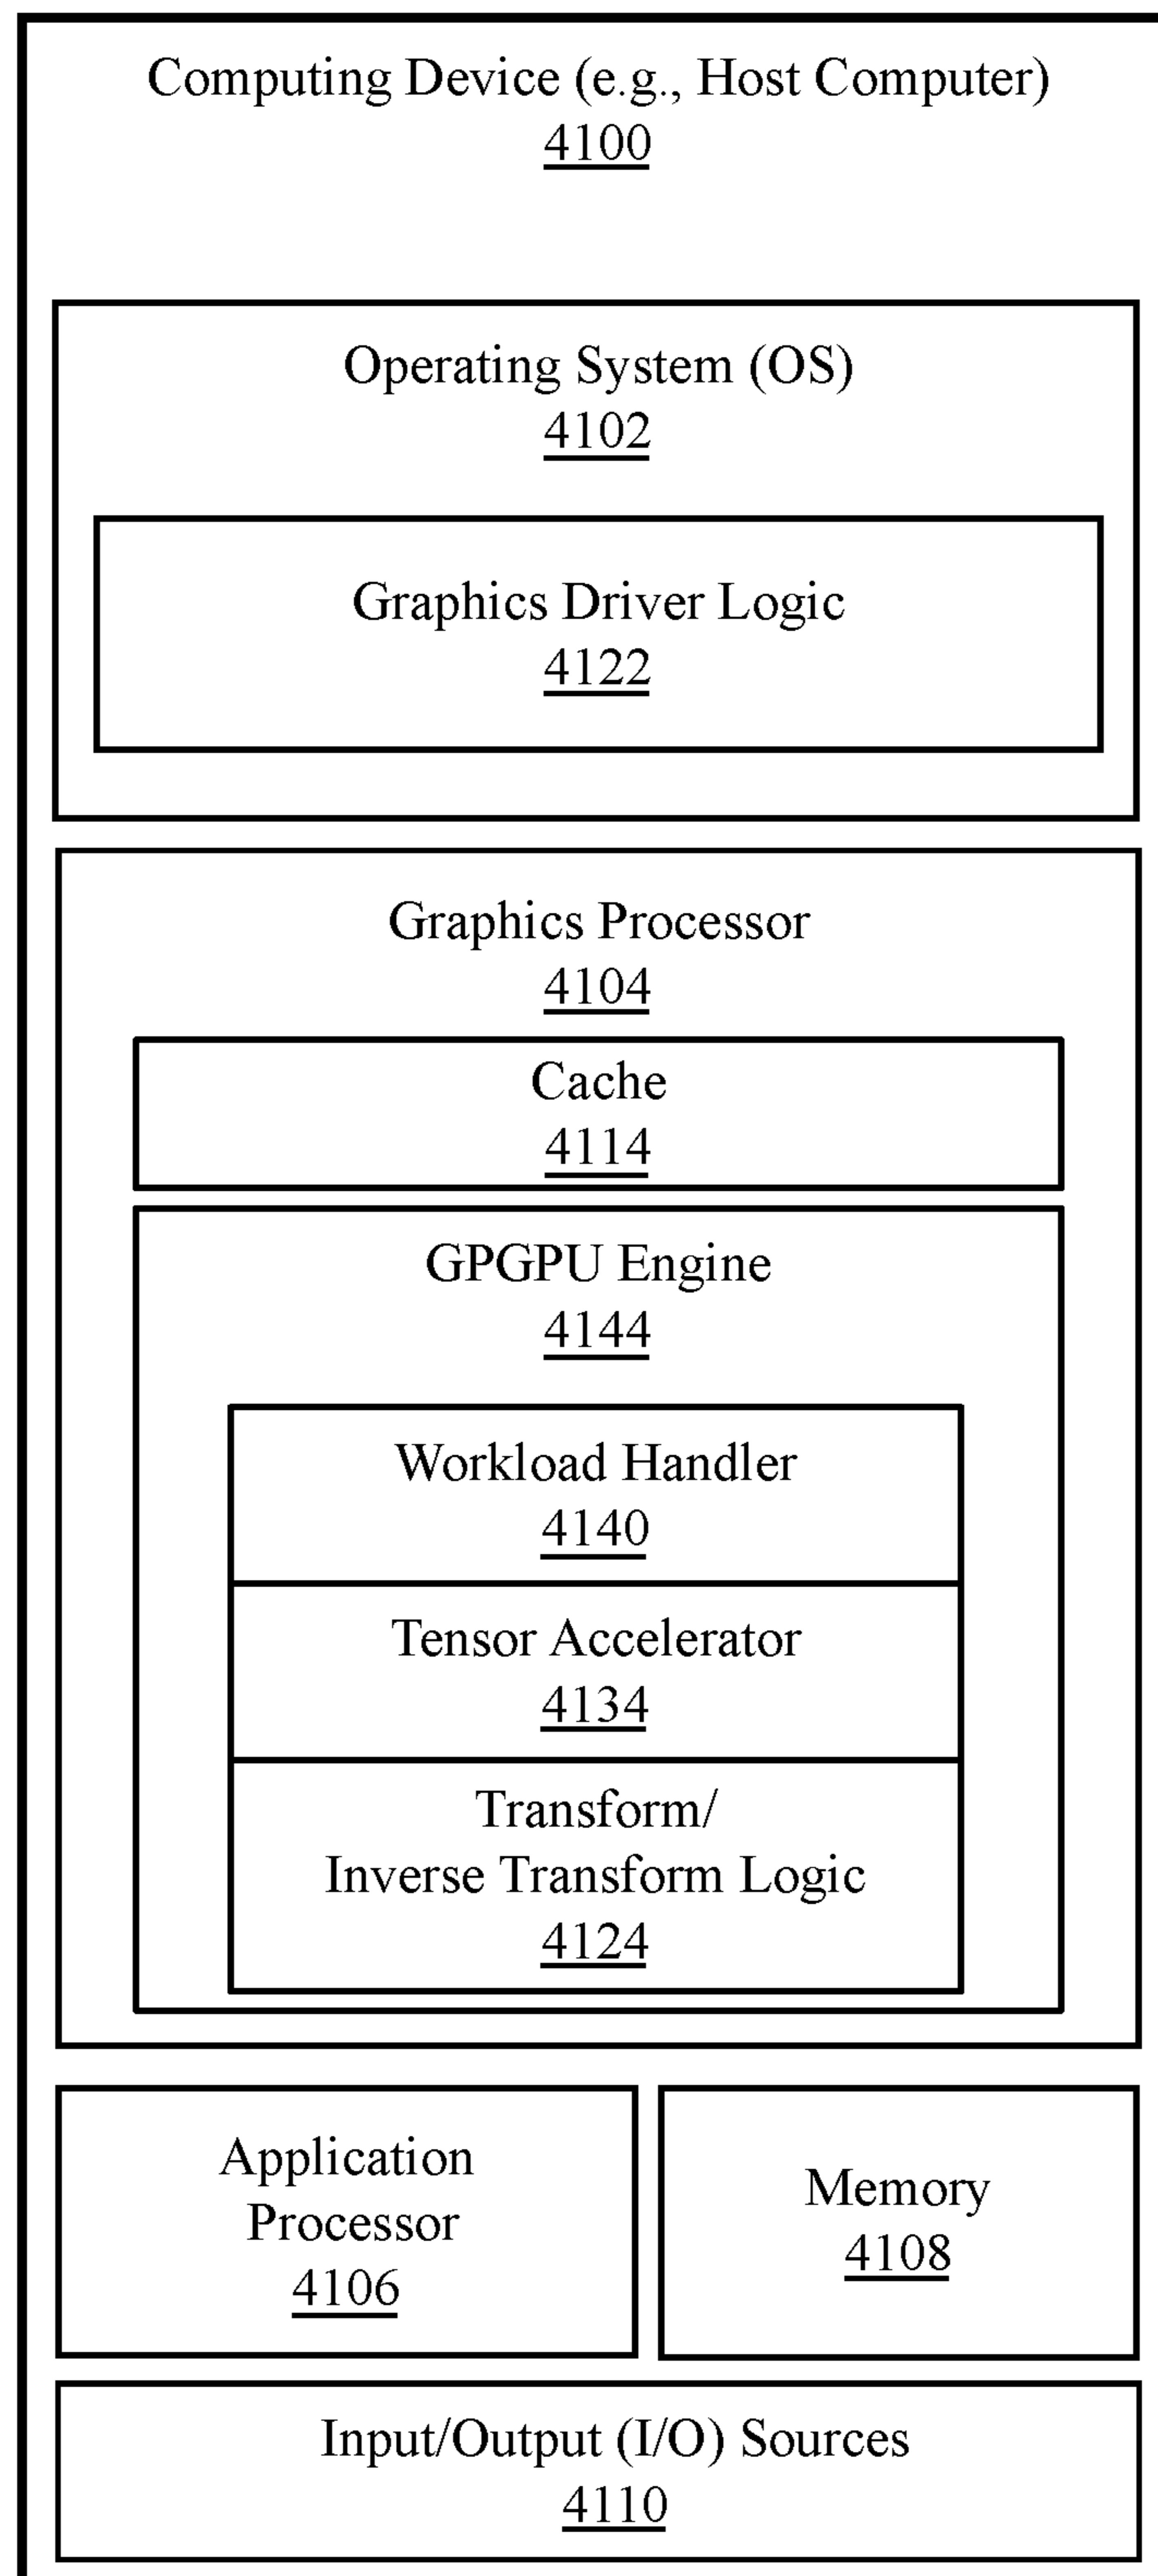 Computing Device (e.g., Host Computer)
4100
Operating System (OS)
4102
Graphics Driver Logic
4122
Graphics Processor
4104
Cache
4114
GPGPU Engine
4144
Workload Handler
4140
Tensor Accelerator
4134
Transform/
Inverse Transform Logic
4124
Application
Processor
4106
Memory
4108
Input/Output (I/O) Sources
4110